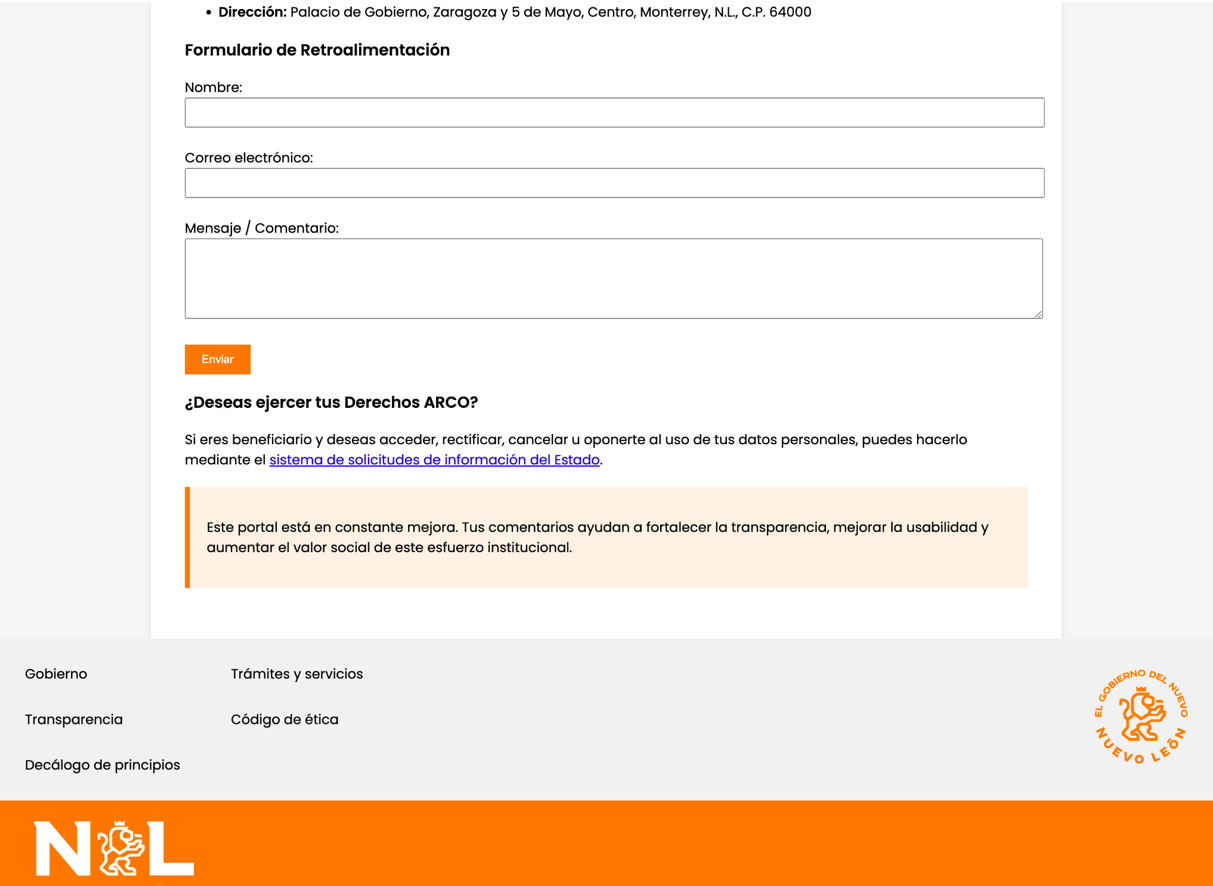 • Dirección: Palacio de Gobierno, Zaragoza y 5 de Mayo, Centro, Monterrey, N.L., C.P. 64000
Formulario de Retroalimentación
Nombre:
Correo electrónico:
Mensaje / Comentario:
Enviar
¿Deseas ejercer tus Derechos ARCO?
Si eres beneficiario y deseas acceder, rectificar, cancelar u oponerte al uso de tus datos personales, puedes hacerlo
mediante el sistema de solicitudes de información del Estado.
Este portal está en constante mejora. Tus comentarios ayudan a fortalecer la transparencia, mejorar la usabilidad y
aumentar el valor social de este esfuerzo institucional.
Gobierno
Transparencia
Decálogo de principios
Trámites y servicios
Código de ética
EL GOBIERNO DEL NUEVO
NUEVO LEÓN
NL